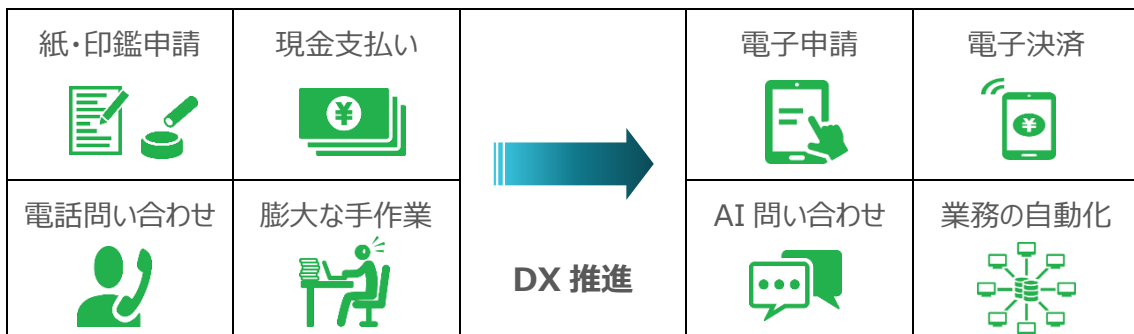 紙・印鑑申請
現金支払い
電子申請
電子決済
¥
¥
電話問い合わせ
膨大な手作業
DX 推進
AI 問い合わせ
業務の自動化